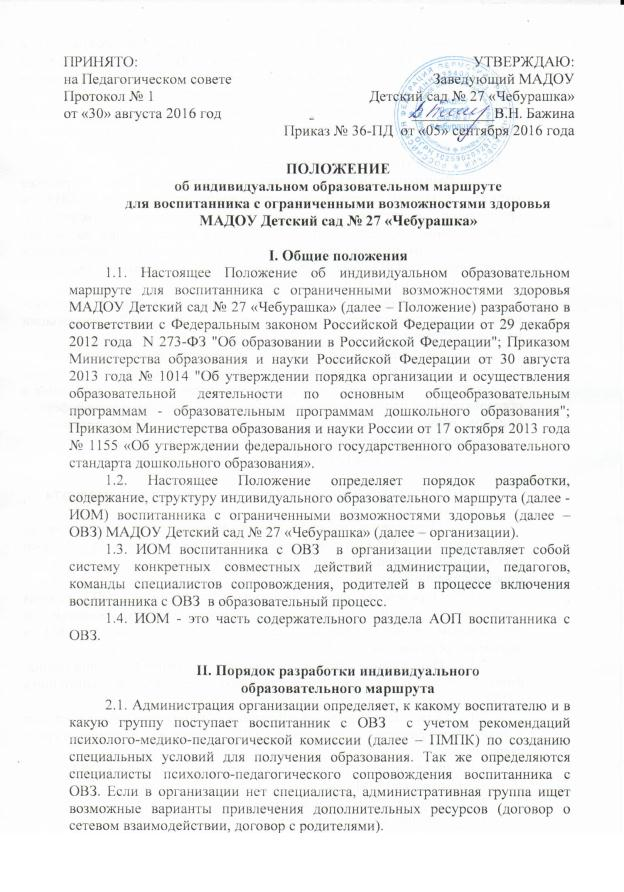 ПРИНЯТО:
на Педагогическом совете
Протокол № 1
от «30» августа 2016 год
УТВЕРЖДАЮ:
Заведующий МАДОУ
Детский сад № 27 «Чебурашка»
В.Н. Бажина
Приказ № 36-ПД от «05» сентября 2016 года
ПОЛОЖЕНИЕ
об индивидуальном образовательном маршруте
для воспитанника с ограниченными возможностями здоровья
МАДОУ Детский сад № 27 «Чебурашка»
I. Общие положения
1.1. Настоящее Положение об индивидуальном образовательном
маршруте для воспитанника с ограниченными возможностями здоровья
МАДОУ Детский сад № 27 «Чебурашка» (далее – Положение) разработано в
соответствии с Федеральным законом Российской Федерации от 29 декабря
2012 года N 273-ФЗ "Об образовании в Российской Федерации"; Приказом
Министерства образования и науки Российской Федерации от 30 августа
2013 года № 1014 "Об утверждении порядка организации и осуществления
образовательной деятельности по основным общеобразовательным
программам - образовательным программам дошкольного образования";
Приказом Министерства образования и науки России от 17 октября 2013 года
№ 1155 «Об утверждении федерального государственного образовательного
стандарта дошкольного образования».
1.2. Настоящее Положение определяет порядок разработки,
содержание, структуру индивидуального образовательного маршрута (далее -
ИОМ) воспитанника с ограниченными возможностями здоровья (далее –
ОВЗ) МАДОУ Детский сад № 27 «Чебурашка» (далее – организации).
1.3. ИОМ воспитанника с ОВЗ в организации представляет собой
систему конкретных совместных действий администрации, педагогов,
команды специалистов сопровождения, родителей в процессе включения
воспитанника с ОВЗ в образовательный процесс.
1.4. ИОМ - это часть содержательного раздела АОП воспитанника с
ОВЗ.
II. Порядок разработки индивидуального
образовательного маршрута
2.1. Администрация организации определяет, к какому воспитателю и в
какую группу поступает воспитанник с ОВЗ с учетом рекомендаций
психолого-медико-педагогической комиссии (далее – ПМПК) по созданию
специальных условий для получения образования. Так же определяются
специалисты психолого-педагогического сопровождения воспитанника с
ОВЗ. Если в организации нет специалиста, административная группа ищет
возможные варианты привлечения дополнительных ресурсов (договор о
сетевом взаимодействии, договор с родителями).